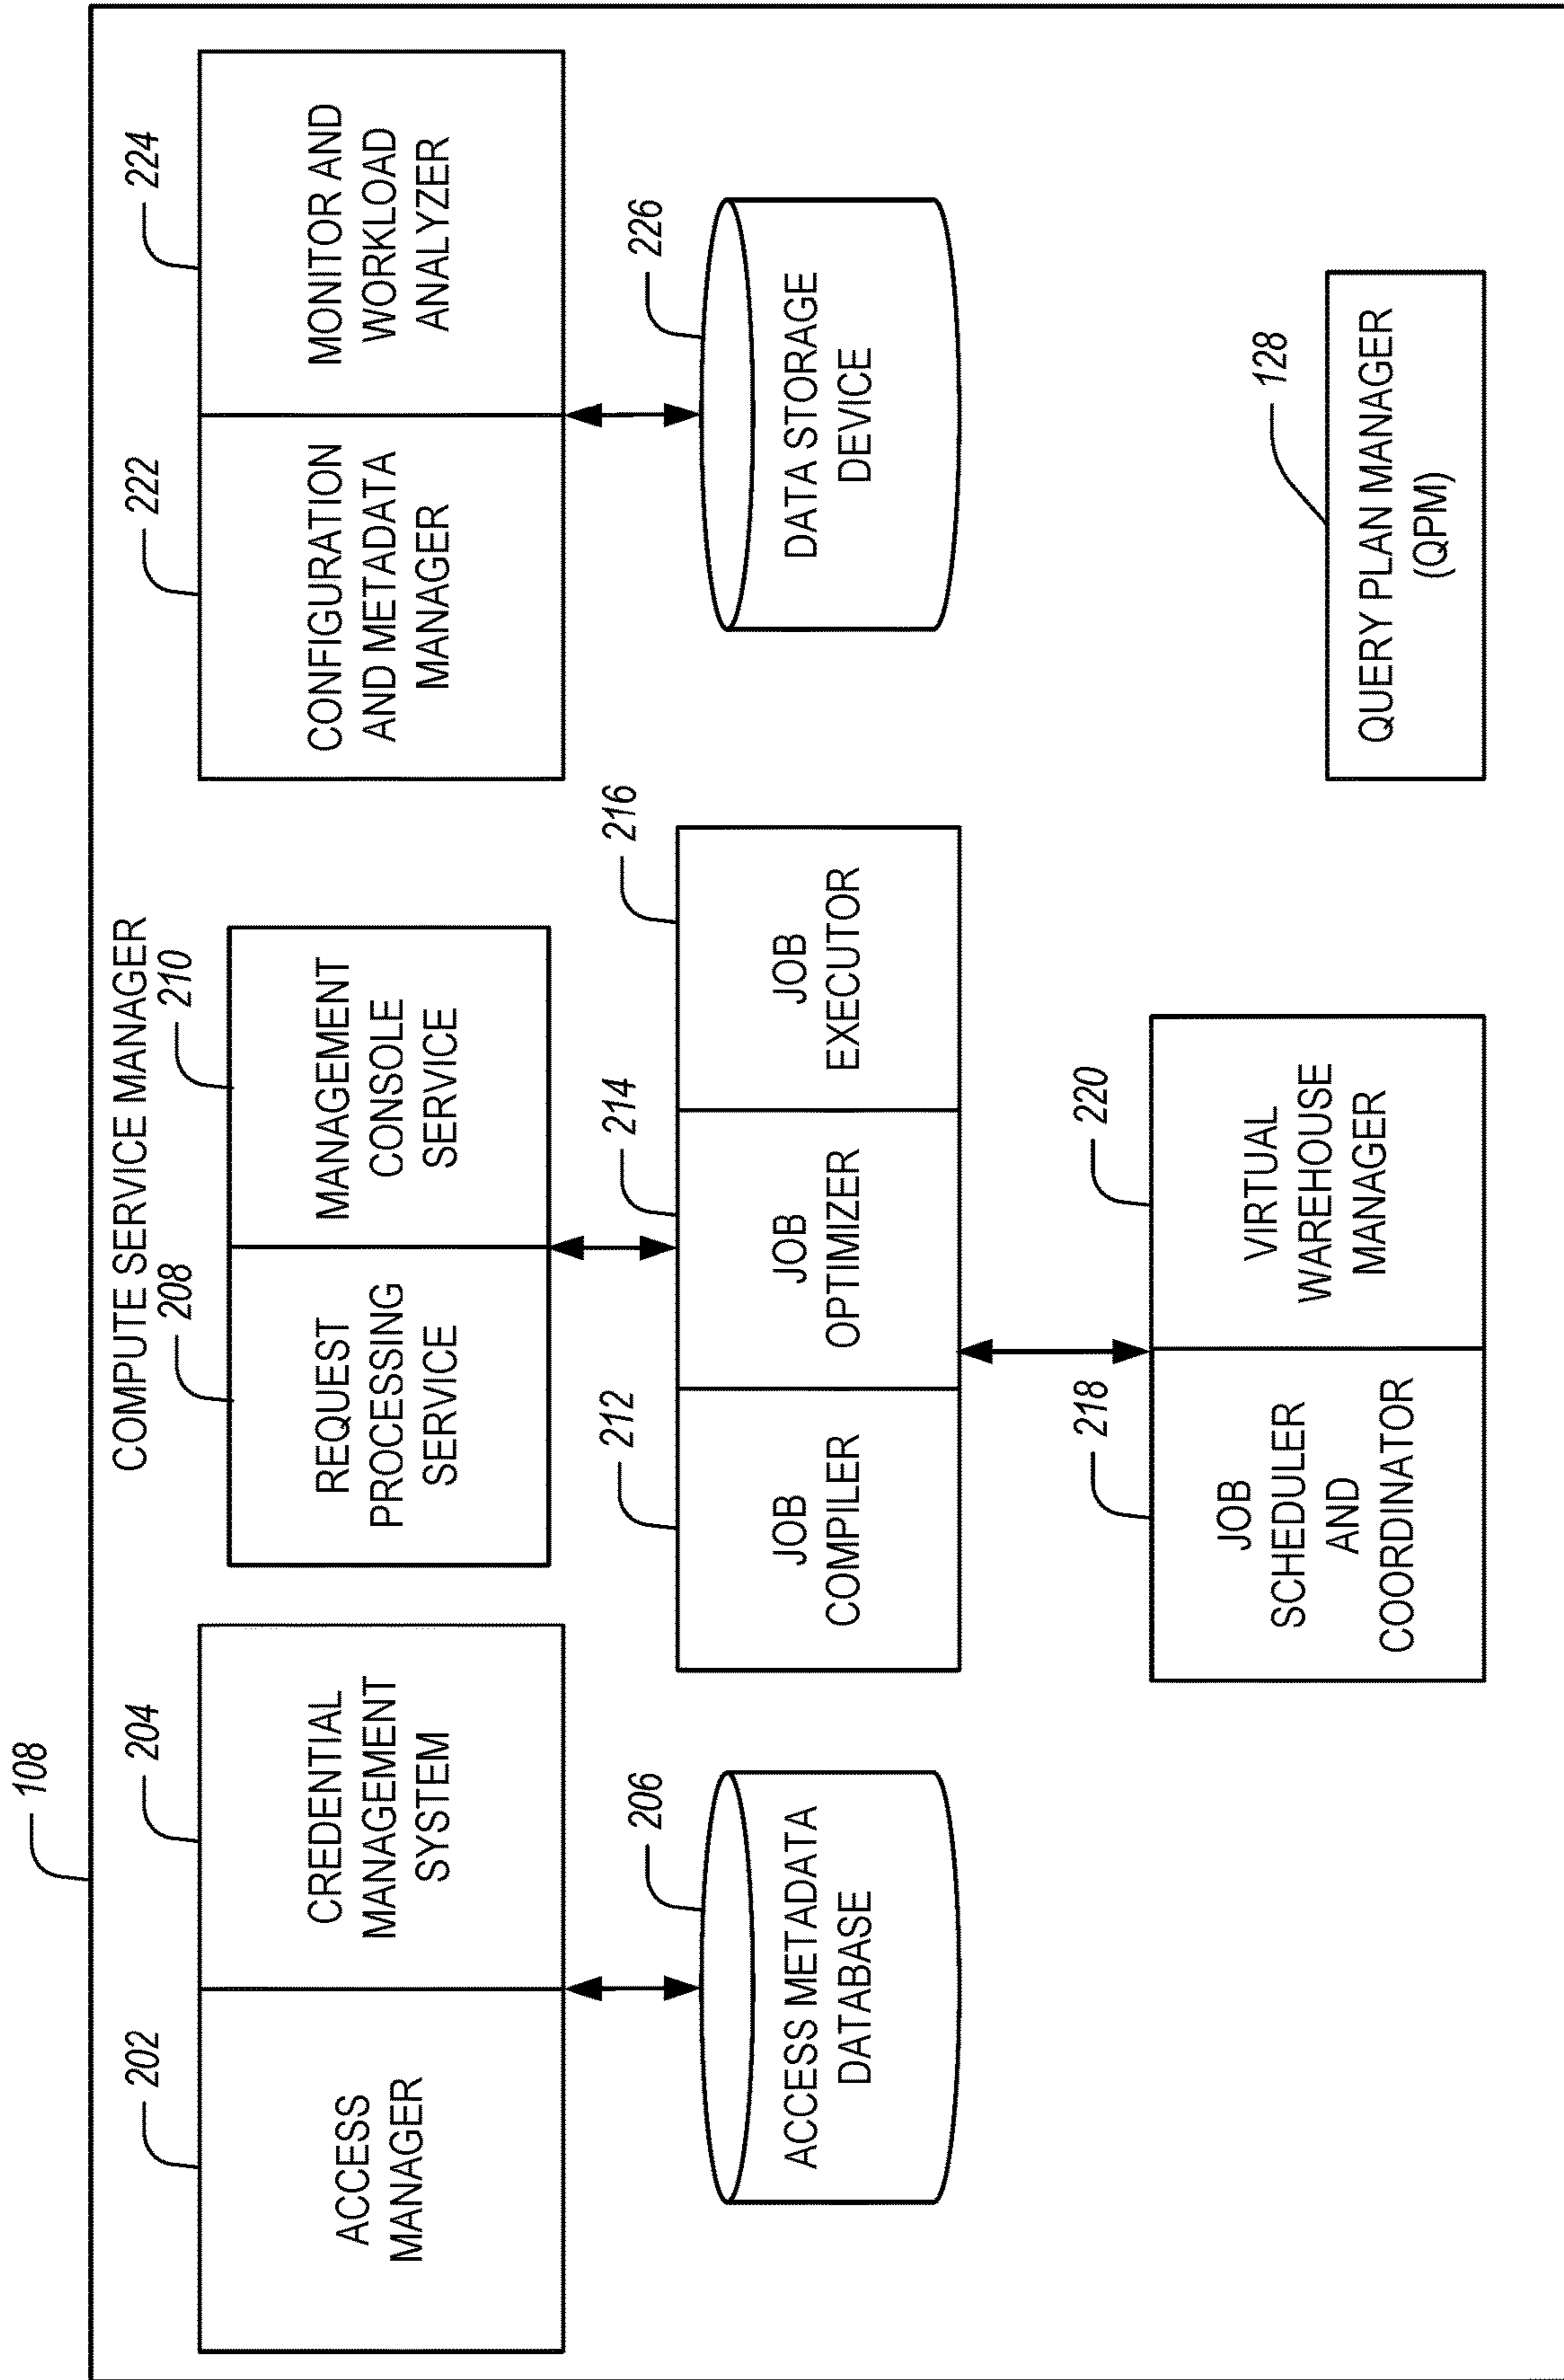 108
COMPUTE SERVICE MANAGER
202
ACCESS
MANAGER
204
CREDENTIAL
MANAGEMENT
SYSTEM
206
ACCESS METADATA
DATABASE
208
REQUEST
PROCESSING
SERVICE
210
MANAGEMENT
CONSOLE
SERVICE
212
JOB
COMPILER
214
JOB
OPTIMIZER
216
JOB
EXECUTOR
218
JOB
SCHEDULER
AND
COORDINATOR
220
VIRTUAL
WAREHOUSE
MANAGER
222
CONFIGURATION
AND METADATA
MANAGER
224
MONITOR AND
WORKLOAD
ANALYZER
226
DATA STORAGE
DEVICE
128
QUERY PLAN MANAGER
(QPM)